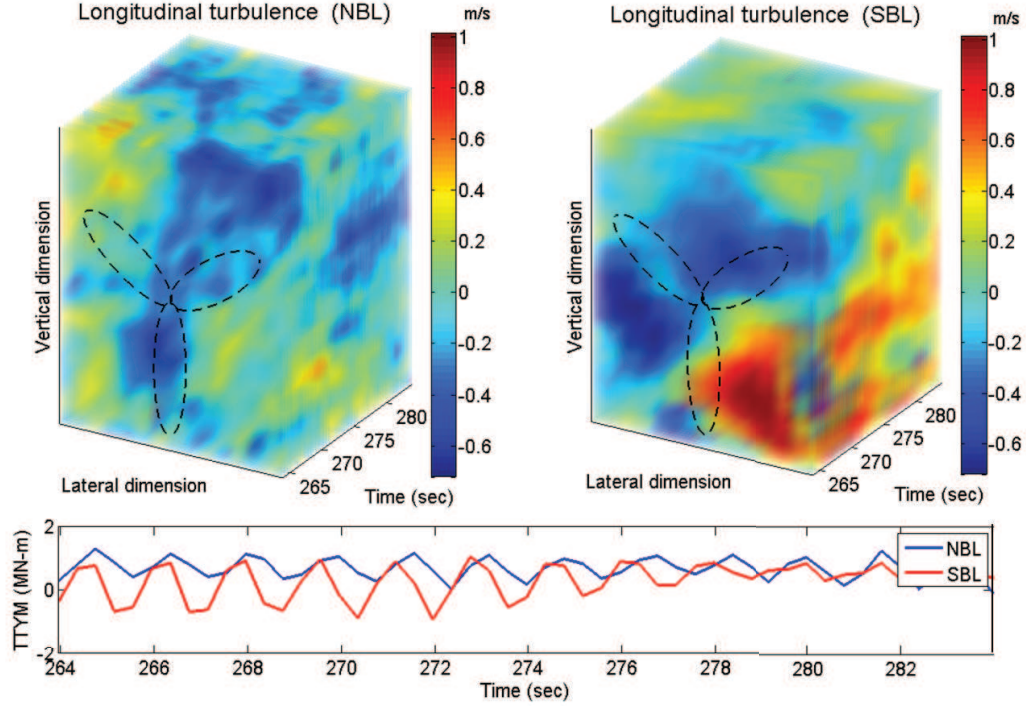 Longitudinal turbulence (NBL)
m/s
1
0.8
0.6
0.4
0.2
0
-0.2
-0.4
-0.6
Vertical dimension
Lateral dimension
Time (sec)
265
270
275
280
Longitudinal turbulence (SBL)
m/s
1
0.8
0.6
0.4
0.2
0
-0.2
-0.4
-0.6
Vertical dimension
Lateral dimension
Time (sec)
265
270
275
280
TTYM (MN-m)
2
0
-2
NBL
SBL
264 266 268 270 272 274 276 278 280 282
Time (sec)